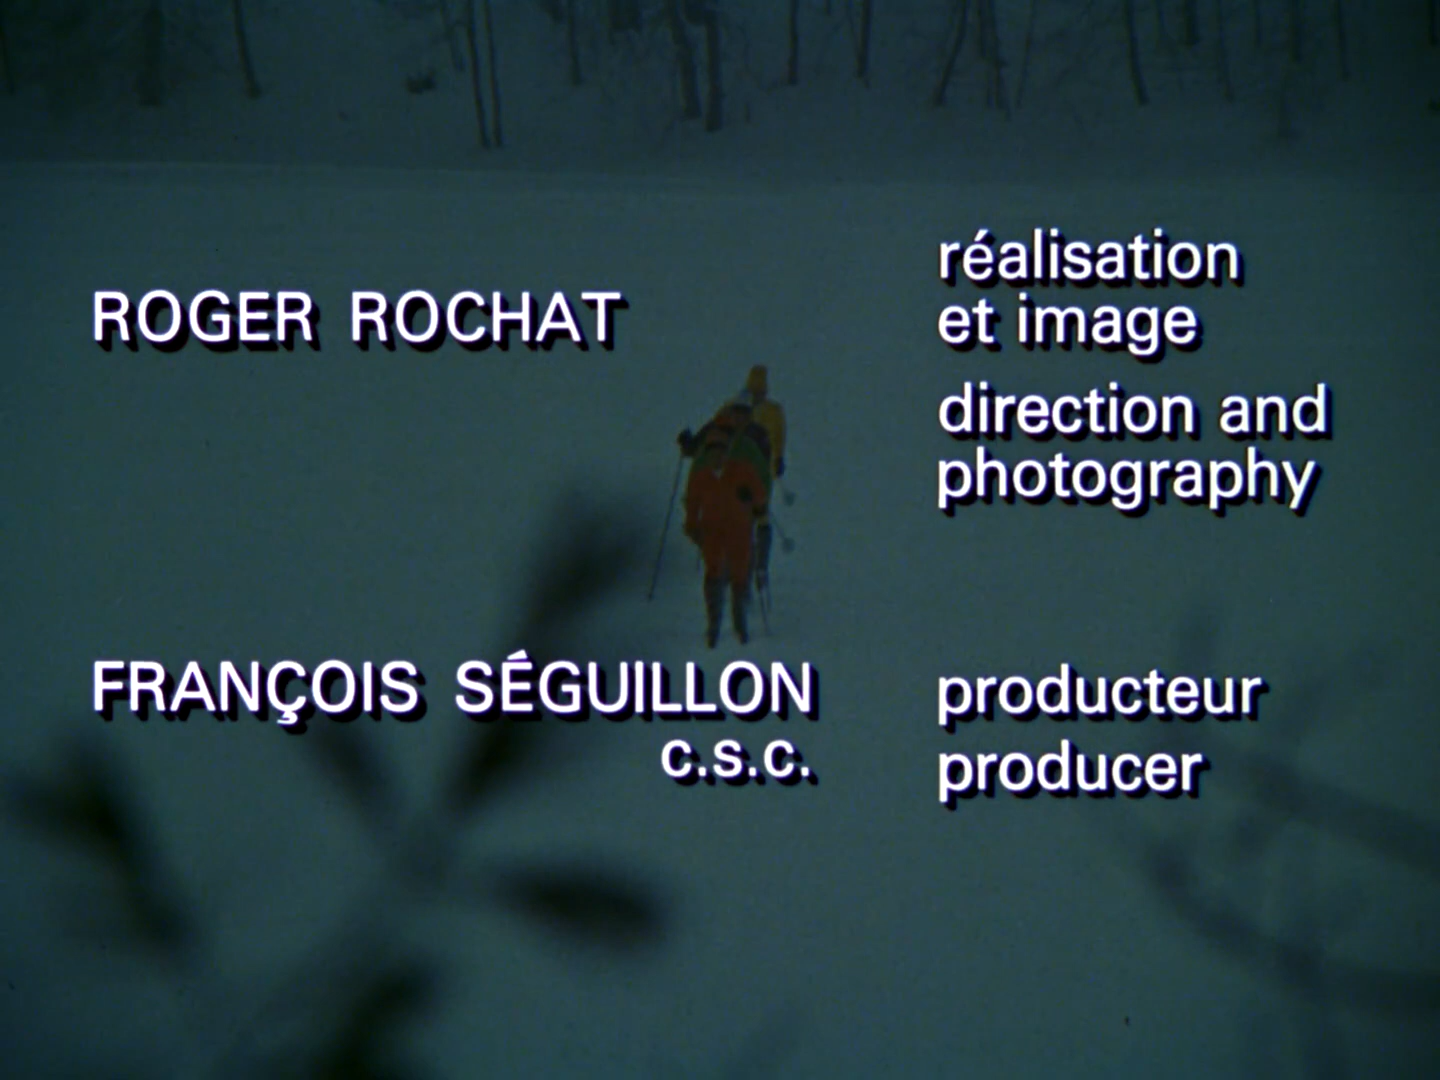 ROGER ROCHAT
réalisation
et image
direction and
photography
FRANÇOIS SÉGUILLON
c.s.c.
producteur
producer